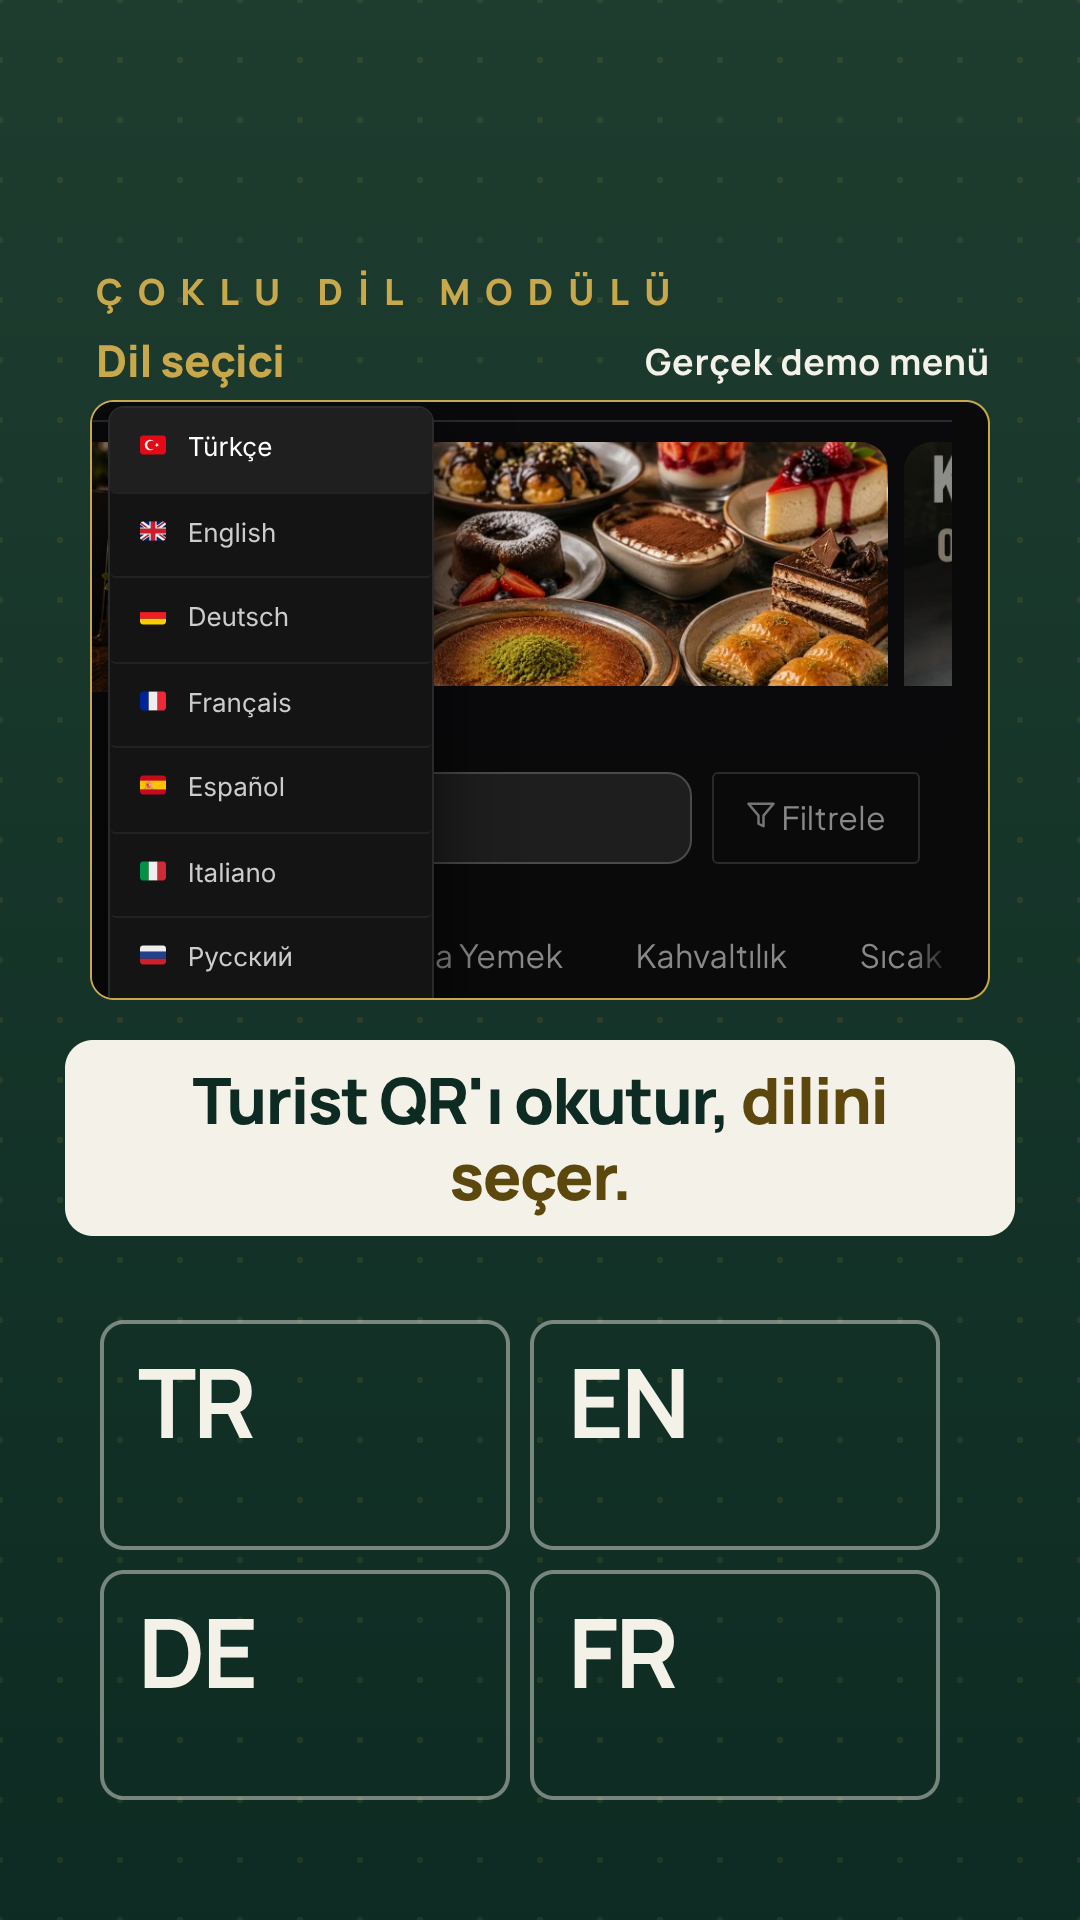 ÇOKLU DİL MODÜLÜ
Dil seçici
Gerçek demo menü
Türkçe
English
Deutsch
Français
Español
Italiano
Русский
Filtrele
a Yemek
Kahvaltılık
Sıcak
Turist QR'ı okutur, dilini
seçer.
TR
EN
DE
FR